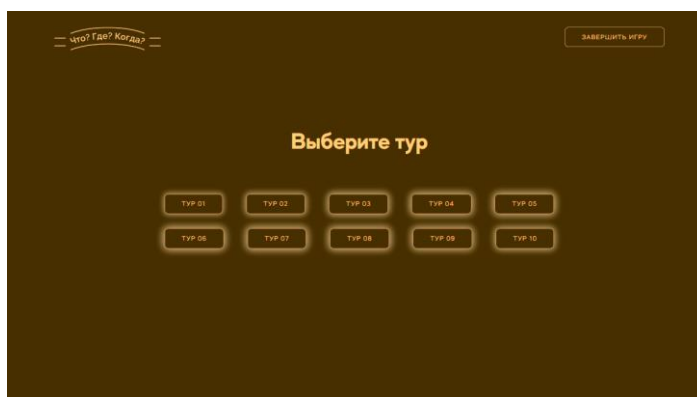 Что? Где? Когда?
ЗАВЕРШИТЬ ИГРУ
Выберите тур
ТУР 01 ТУР 02 ТУР 03 ТУР 04 ТУР 05
ТУР 06 ТУР 07 ТУР 08 ТУР 09 ТУР 10